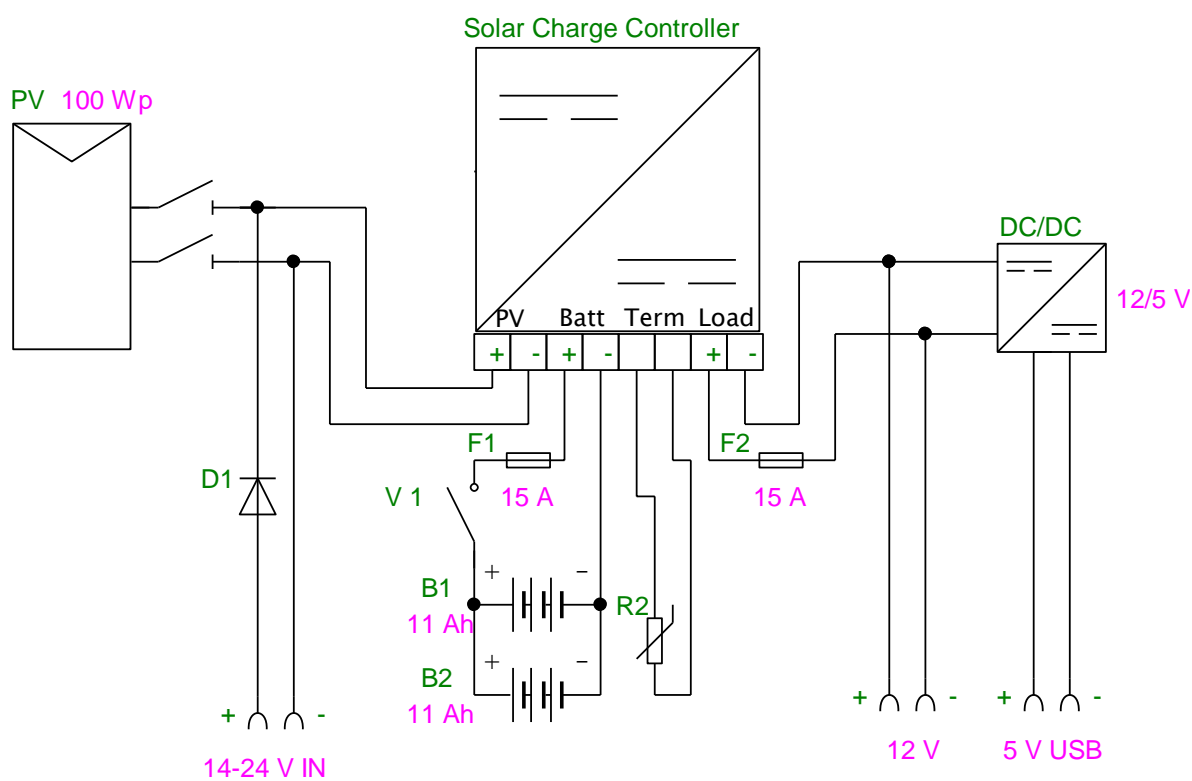 Solar Charge Controller
PV 100 Wp
DC/DC
12/5 V
PV Batt Term Load
+ - + - + -
F1
F2
D1
V 1
15 A
15 A
+ −
B1
11 Ah
R2
+ −
B2
11 Ah
+ -
14-24 V IN
+ -
12 V
+ -
5 V USB